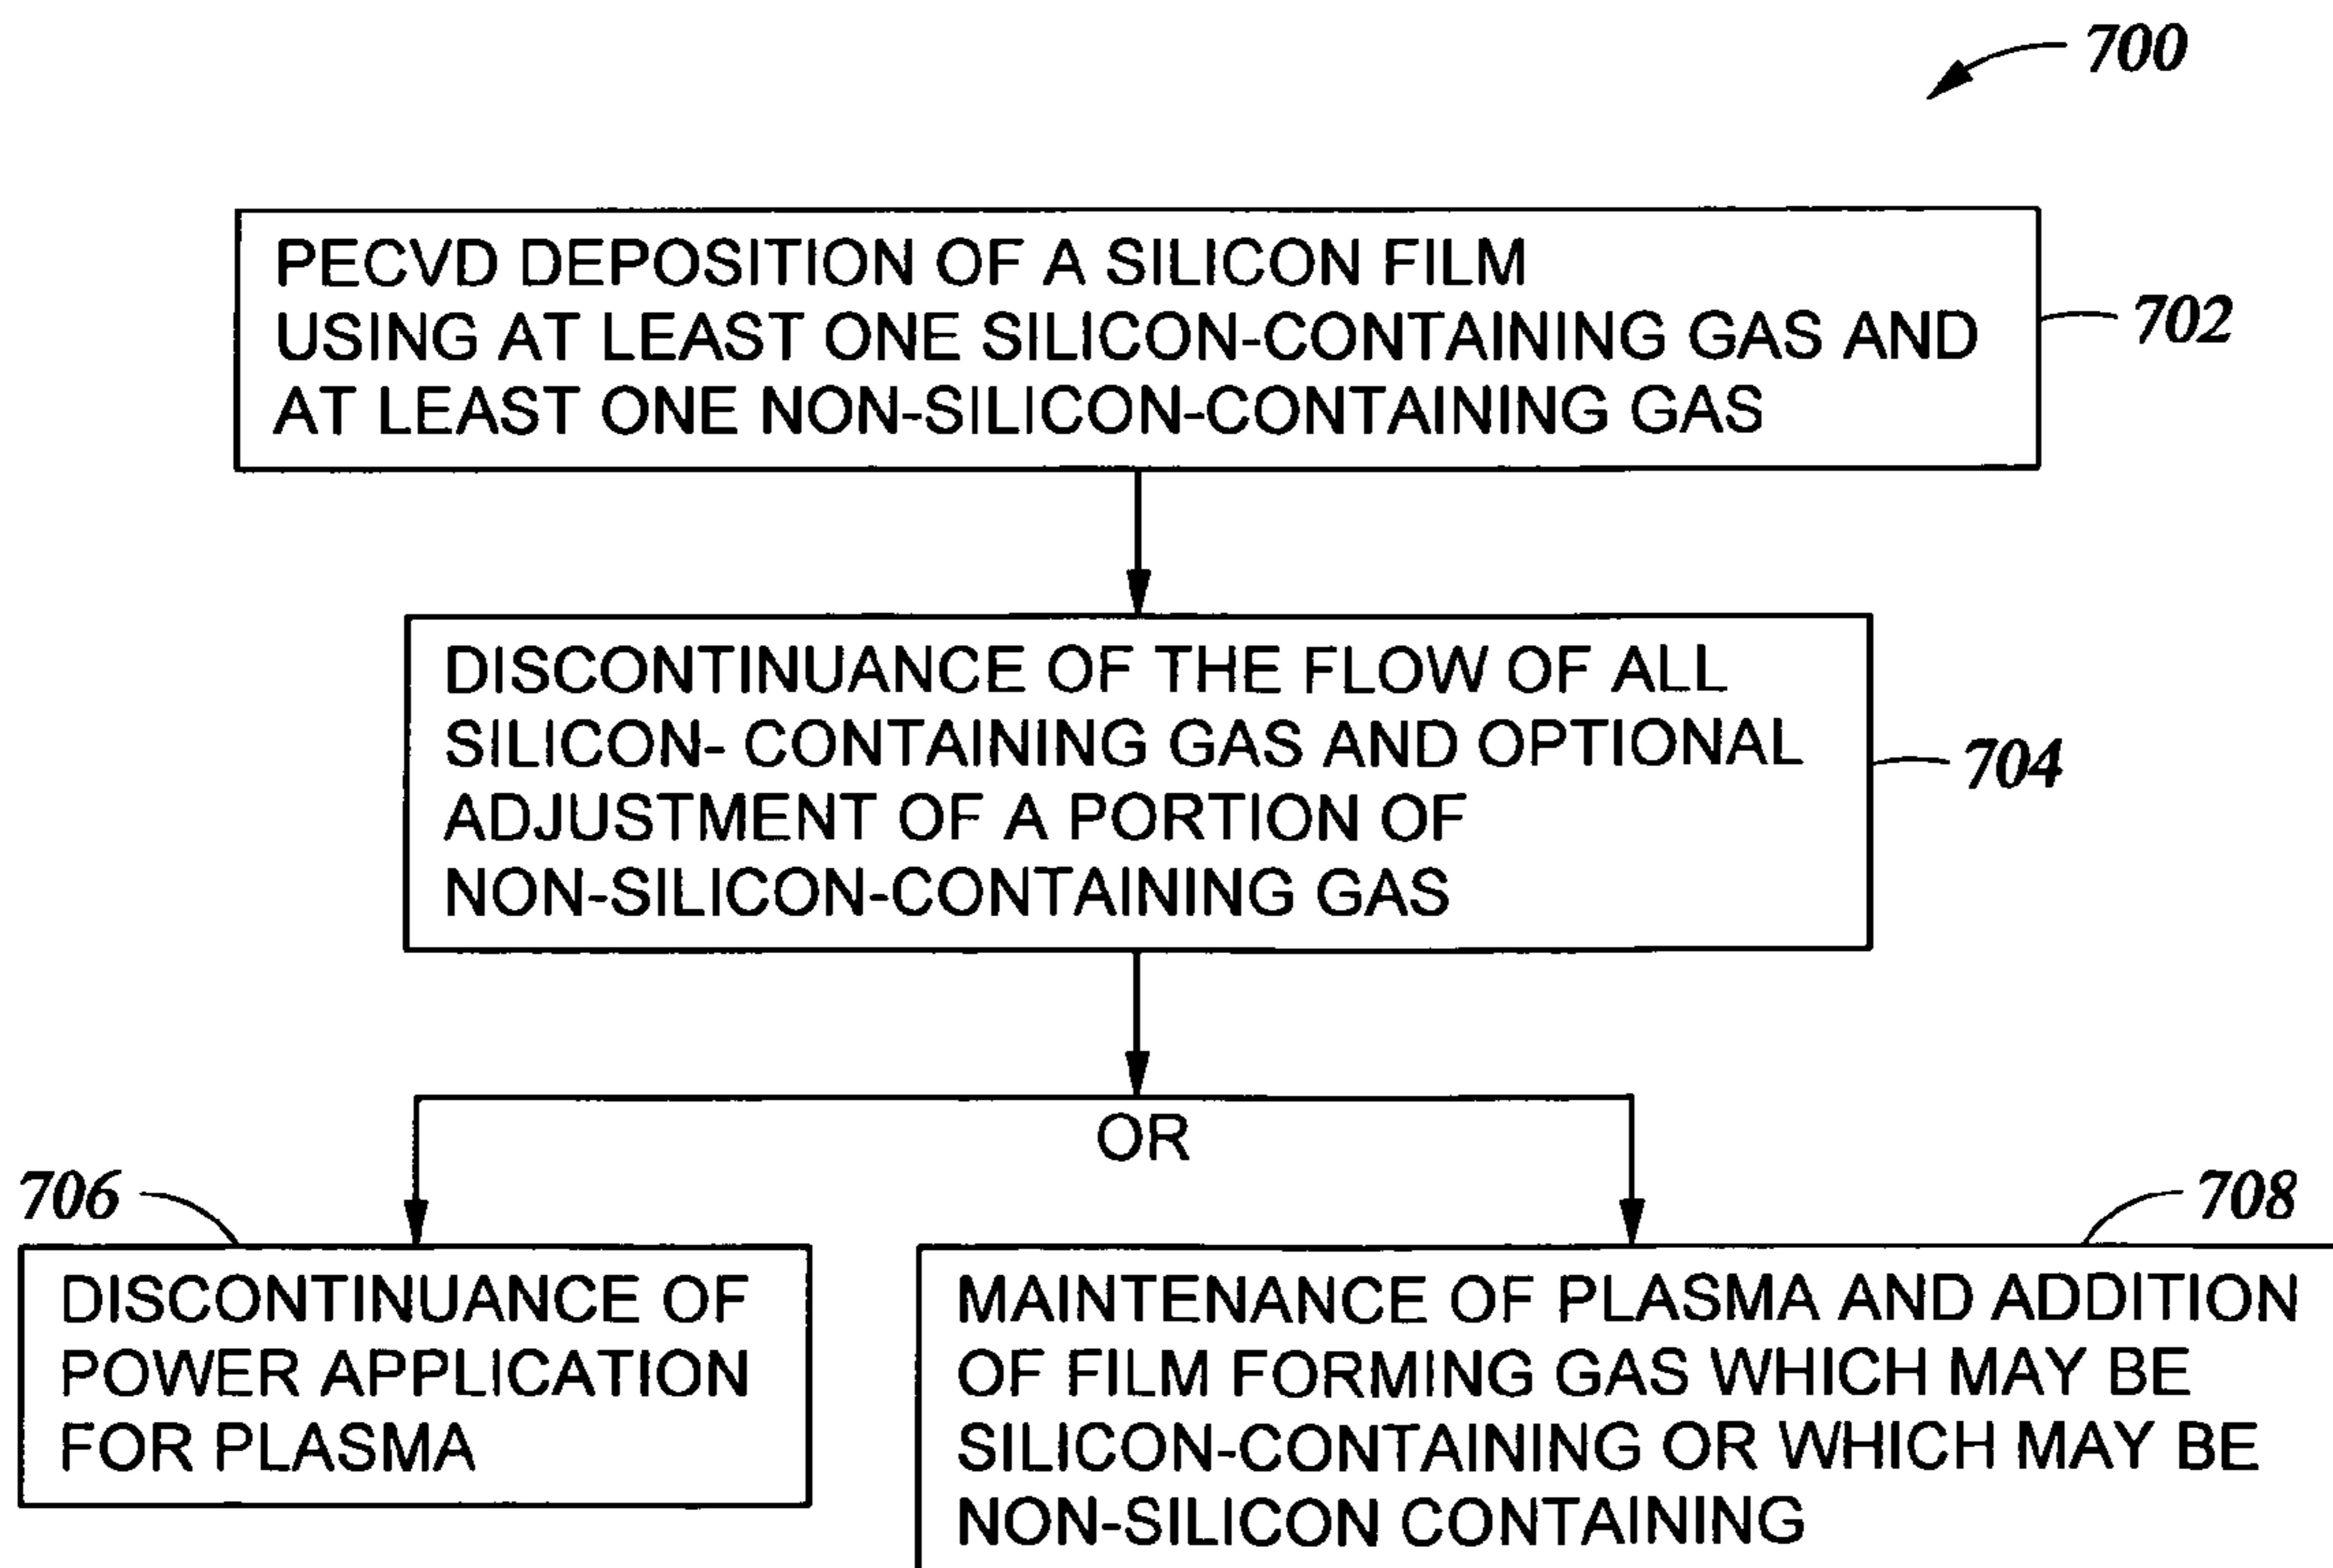 700
PECVD DEPOSITION OF A SILICON FILM
USING AT LEAST ONE SILICON-CONTAINING GAS AND
AT LEAST ONE NON-SILICON-CONTAINING GAS
702
DISCONTINUANCE OF THE FLOW OF ALL
SILICON- CONTAINING GAS AND OPTIONAL
ADJUSTMENT OF A PORTION OF
NON-SILICON-CONTAINING GAS
704
OR
706
DISCONTINUANCE OF
POWER APPLICATION
FOR PLASMA
708
MAINTENANCE OF PLASMA AND ADDITION
OF FILM FORMING GAS WHICH MAY BE
SILICON-CONTAINING OR WHICH MAY BE
NON-SILICON CONTAINING